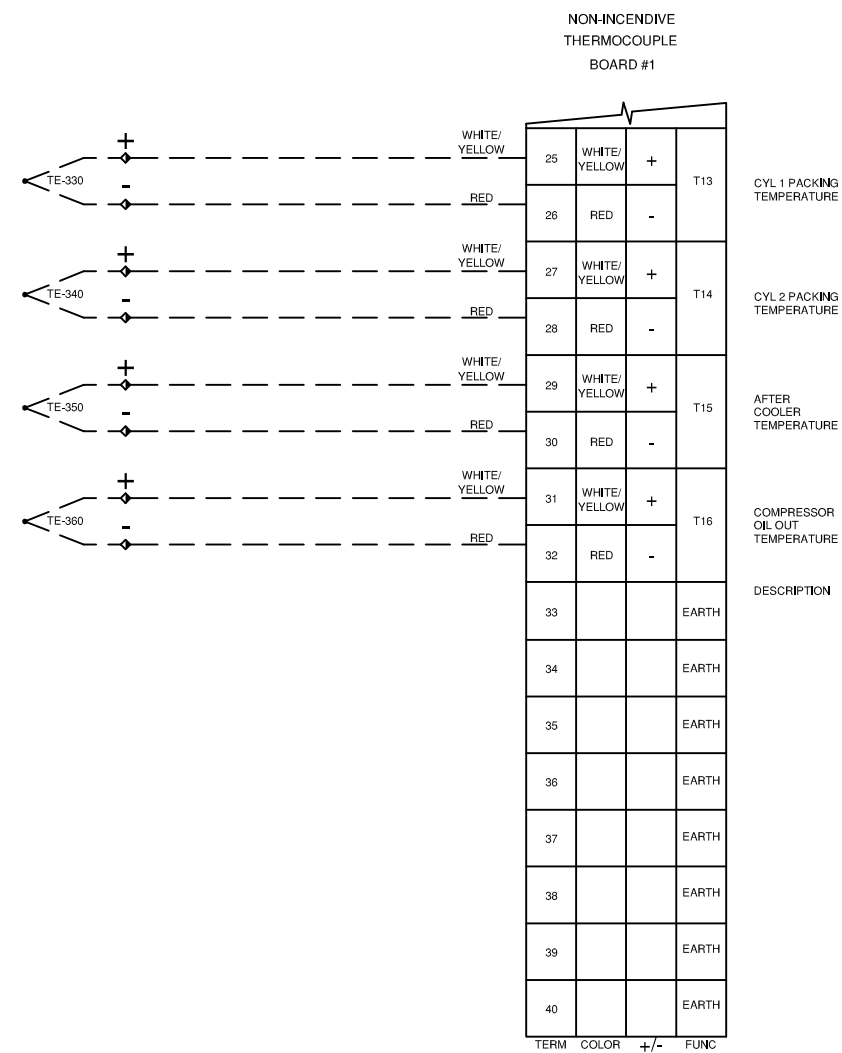 NON-INCENDIVE
THERMOCOUPLE
BOARD #1
+
WHITE/
YELLOW
25
WHITE/
YELLOW
+
TE-330
T13
CYL 1 PACKING
TEMPERATURE
-
RED
26
RED
-
+
WHITE/
YELLOW
27
WHITE/
YELLOW
+
TE-340
T14
CYL 2 PACKING
TEMPERATURE
-
RED
28
RED
-
+
WHITE/
YELLOW
29
WHITE/
YELLOW
+
TE-350
T15
AFTER
COOLER
TEMPERATURE
-
RED
30
RED
-
+
WHITE/
YELLOW
31
WHITE/
YELLOW
+
TE-360
T16
COMPRESSOR
OIL OUT
TEMPERATURE
-
RED
32
RED
-
DESCRIPTION
33 EARTH
34 EARTH
35 EARTH
36 EARTH
37 EARTH
38 EARTH
39 EARTH
40 EARTH
TERM COLOR +/- FUNC